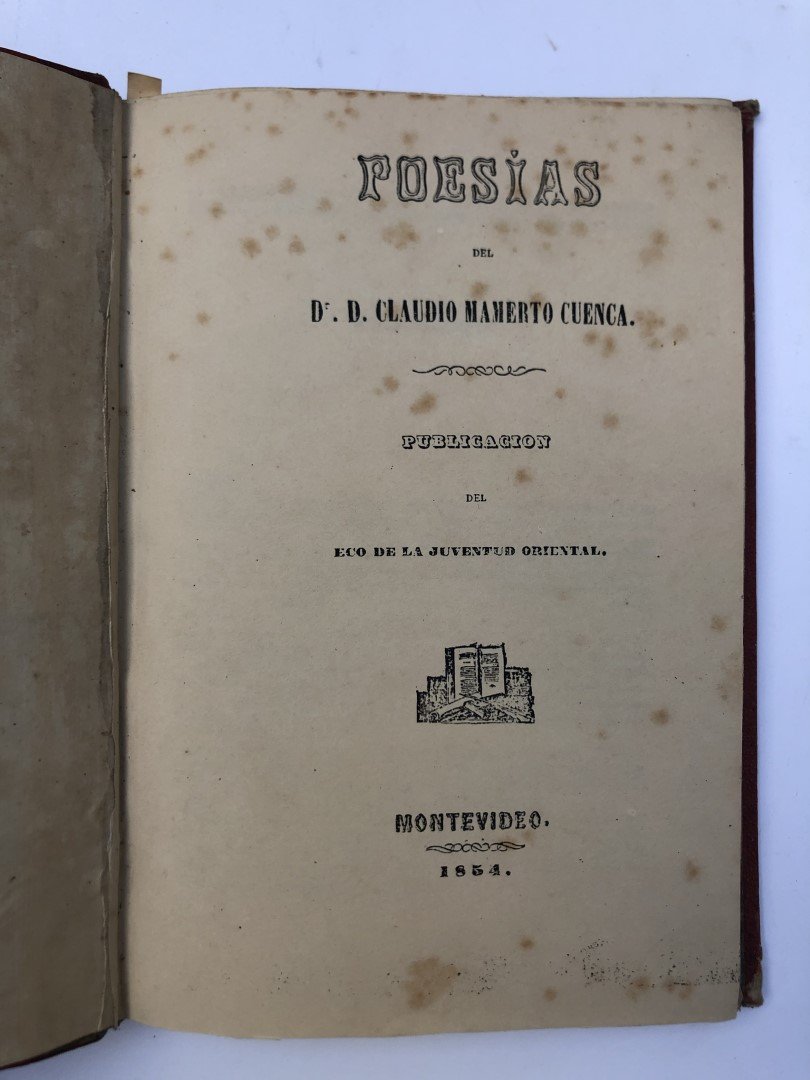 POESÍAS
DEL
Dr. D. CLAUDIO MAMERTO CUENCA.
PUBLICACION
DEL
ECO DE LA JUVENTUD ORIENTAL.
MONTEVIDEO.
1854.